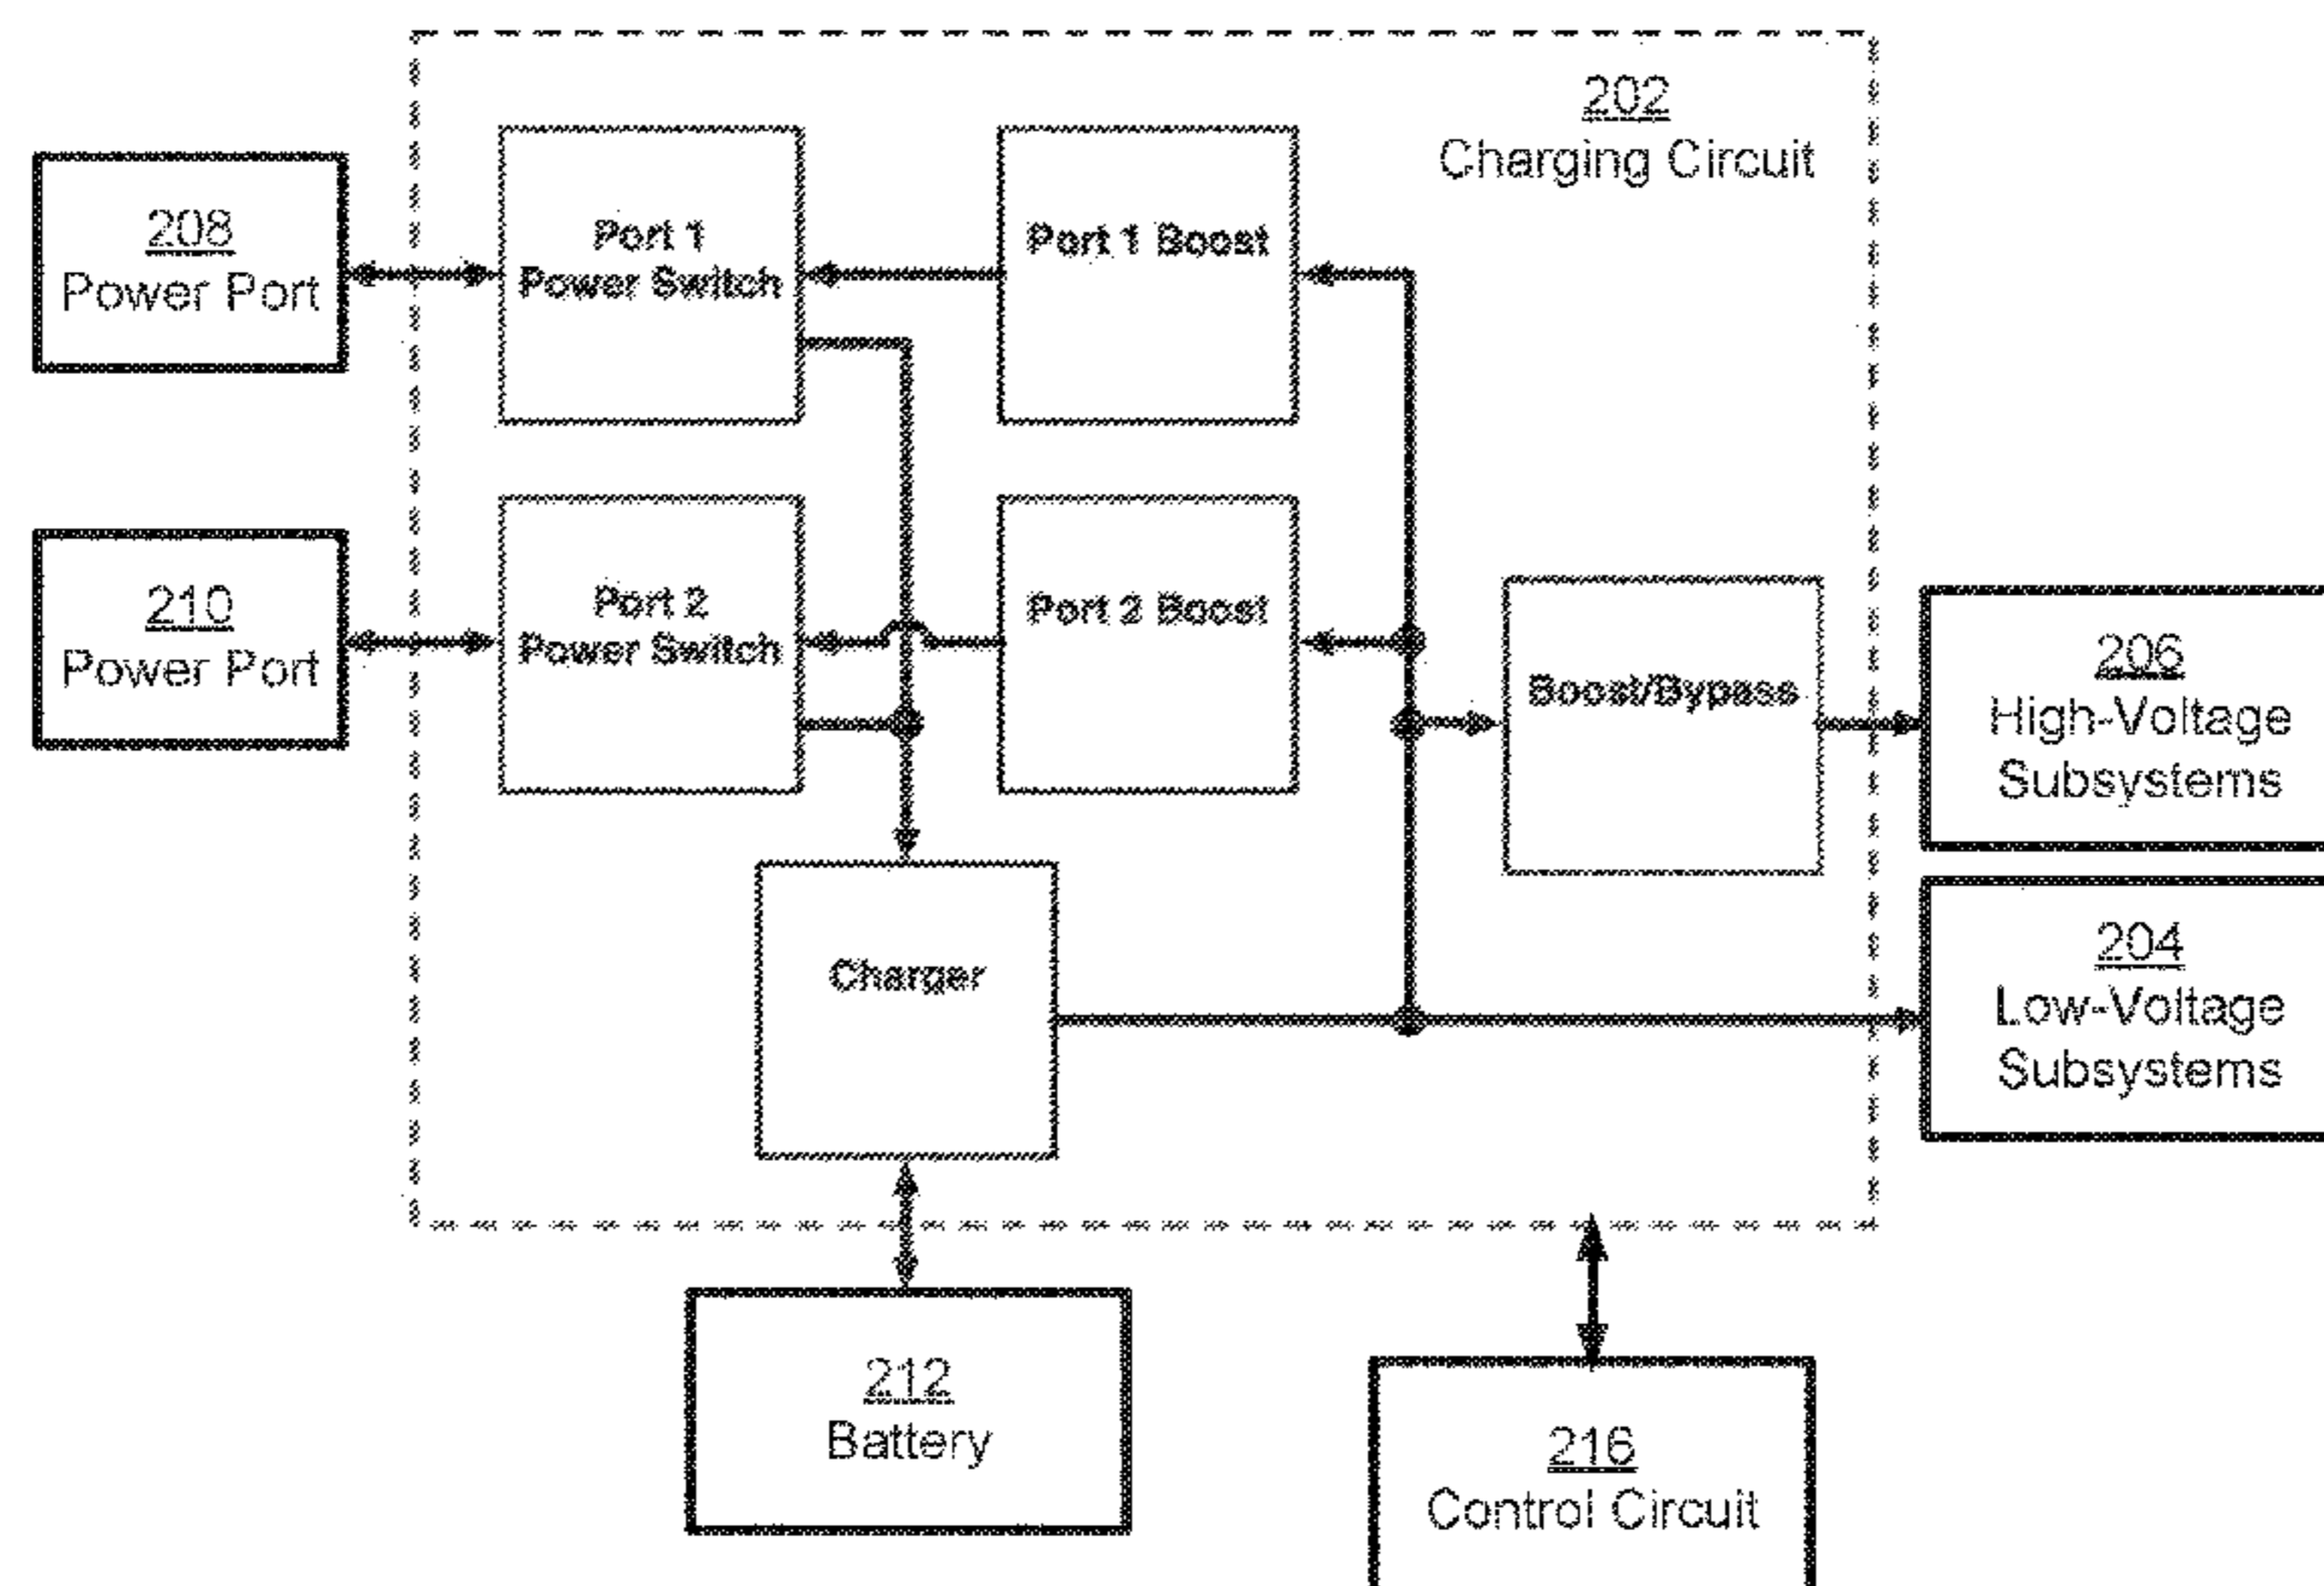 202
Charging Circuit
208
Power Port
Port 1
Power Switch
Port 1 Boost
210
Power Port
Port 2
Power Switch
Port 2 Boost
Boost/Bypass
206
High-Voltage
Subsystems
Charger
204
Low-Voltage
Subsystems
212
Battery
216
Control Circuit